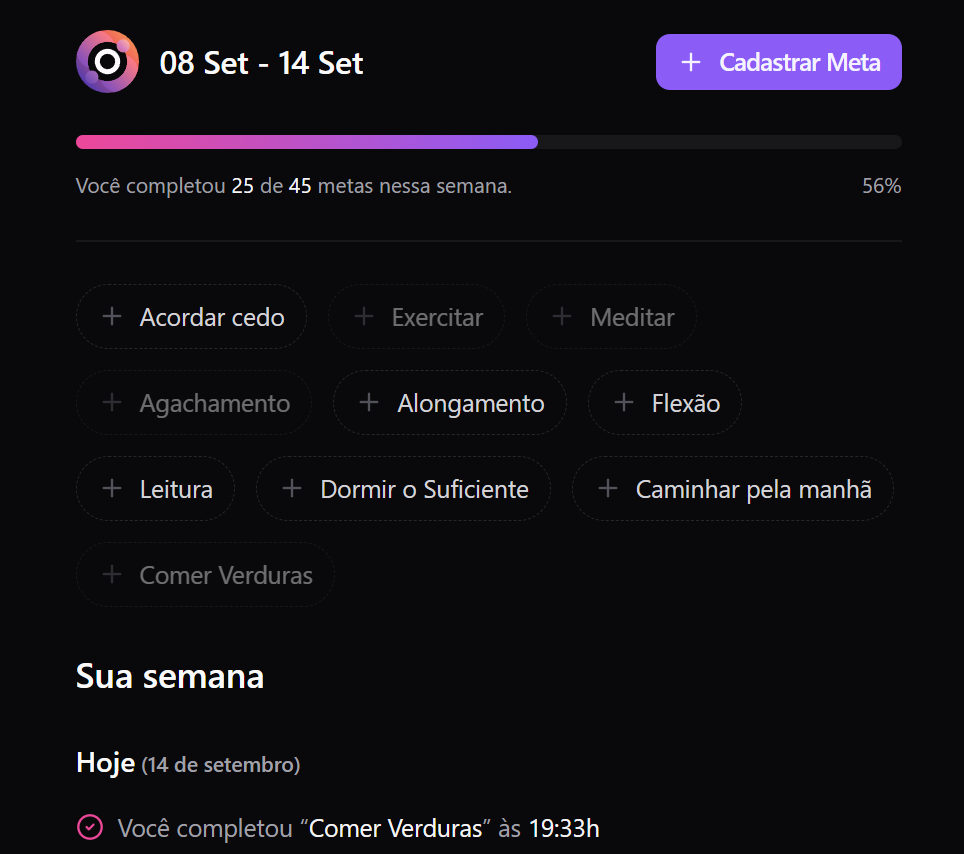 08 Set - 14 Set
+ Cadastrar Meta
Você completou 25 de 45 metas nessa semana.
56%
+ Acordar cedo
+ Exercitar
+ Meditar
+ Agachamento
+ Alongamento
+ Flexão
+ Leitura
+ Dormir o Suficiente
+ Caminhar pela manhã
+ Comer Verduras
Sua semana
Hoje (14 de setembro)
Você completou “Comer Verduras” às 19:33h